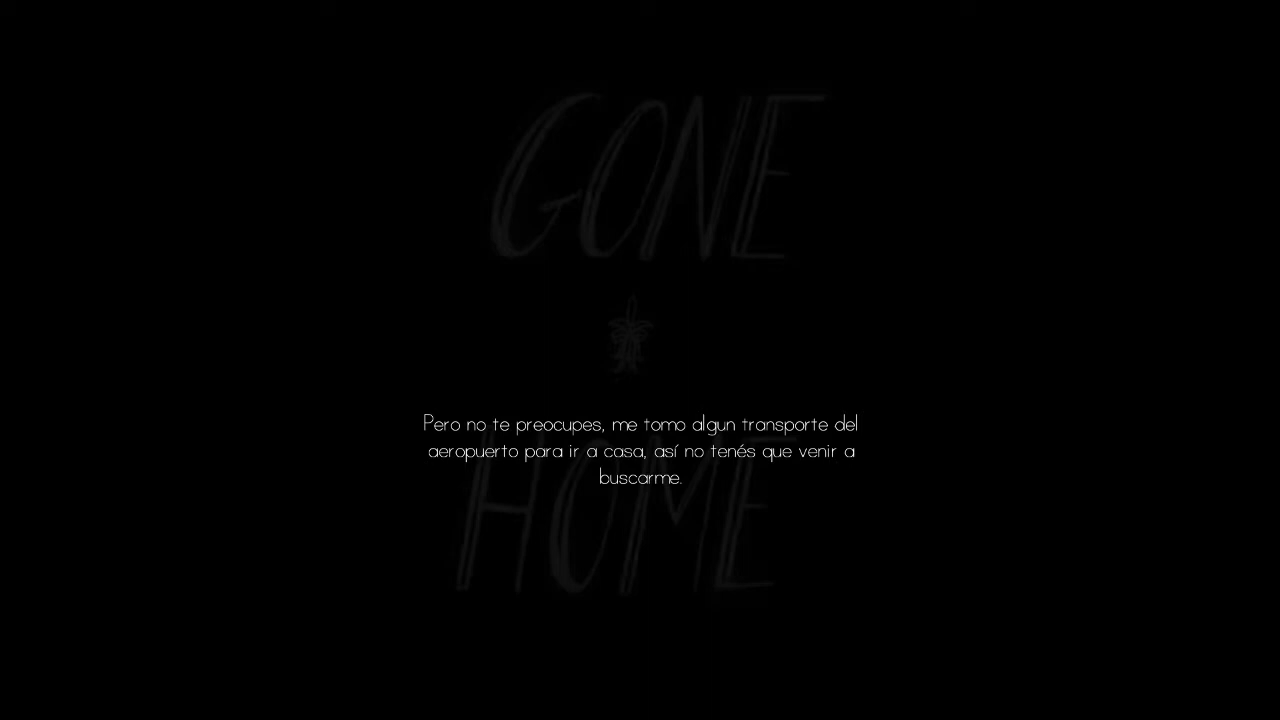 GONE
Pero no te preocupes, me tomo algun transporte del
aeropuerto para ir a casa, así no tenés que venir a
buscarme.
HOME